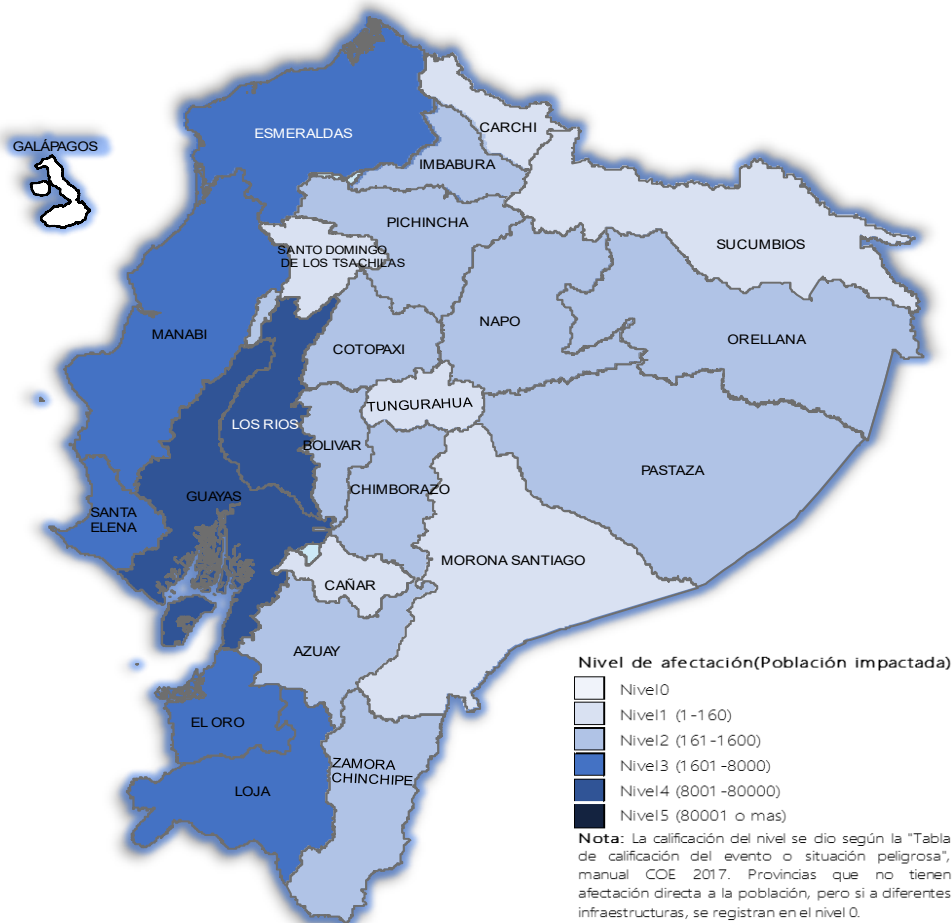 ESMERALDAS
CARCHI
GALÁPAGOS
IMBABURA
PICHINCHA
SUCUMBIOS
SANTO DOMINGO
DE LOS TSACHILAS
NAPO
MANABI
ORELLANA
COTOPAXI
TUNGURAHUA
LOS RIOS
BOLIVAR
PASTAZA
CHIMBORAZO
GUAYAS
SANTA
ELENA
MORONA SANTIAGO
CAÑAR
AZUAY
Nivel de afectación(Población impactada)
Nivel0
Nivel1 (1-160)
EL ORO
Nivel2 (161-1600)
ZAMORA
CHINCHIPE
Nivel3 (1601-8000)
LOJA
Nivel4 (8001-80000)
Nivel5 (80001 o mas)
Nota: La calificación del nivel se dio según la "Tabla
de calificación del evento o situación peligrosa",
manual COE 2017. Provincias que no tienen
afectación directa a la población, pero si a diferentes
infraestructuras, se registran en el nivel 0.